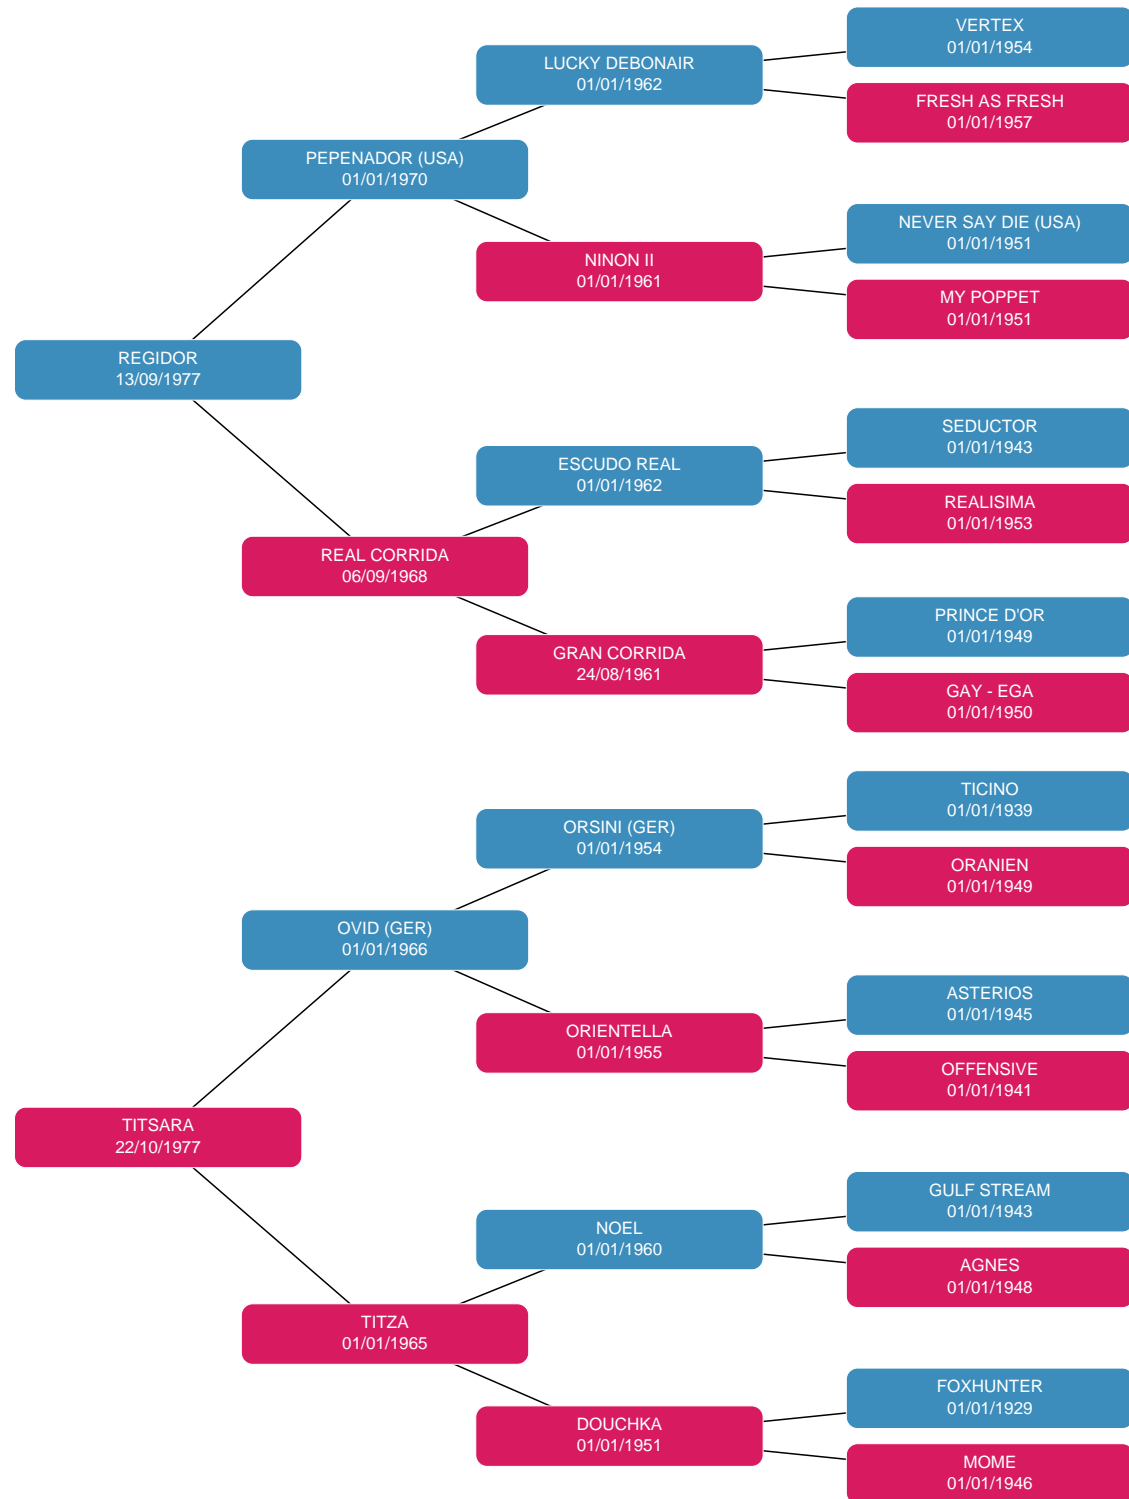 VERTEX
01/01/1954
LUCKY DEBONAIR
01/01/1962
FRESH AS FRESH
01/01/1957
PEPENADOR (USA)
01/01/1970
NEVER SAY DIE (USA)
01/01/1951
NINON II
01/01/1961
MY POPPET
01/01/1951
REGIDOR
13/09/1977
SEDUCTOR
01/01/1943
ESCUDO REAL
01/01/1962
REALISIMA
01/01/1953
REAL CORRIDA
06/09/1968
PRINCE D'OR
01/01/1949
GRAN CORRIDA
24/08/1961
GAY - EGA
01/01/1950
TICINO
01/01/1939
ORSINI (GER)
01/01/1954
ORANIEN
01/01/1949
OVID (GER)
01/01/1966
ASTERIOS
01/01/1945
ORIENTELLA
01/01/1955
OFFENSIVE
01/01/1941
TITSARA
22/10/1977
GULF STREAM
01/01/1943
NOEL
01/01/1960
AGNES
01/01/1948
TITZA
01/01/1965
FOXHUNTER
01/01/1929
DOUCHKA
01/01/1951
MOME
01/01/1946